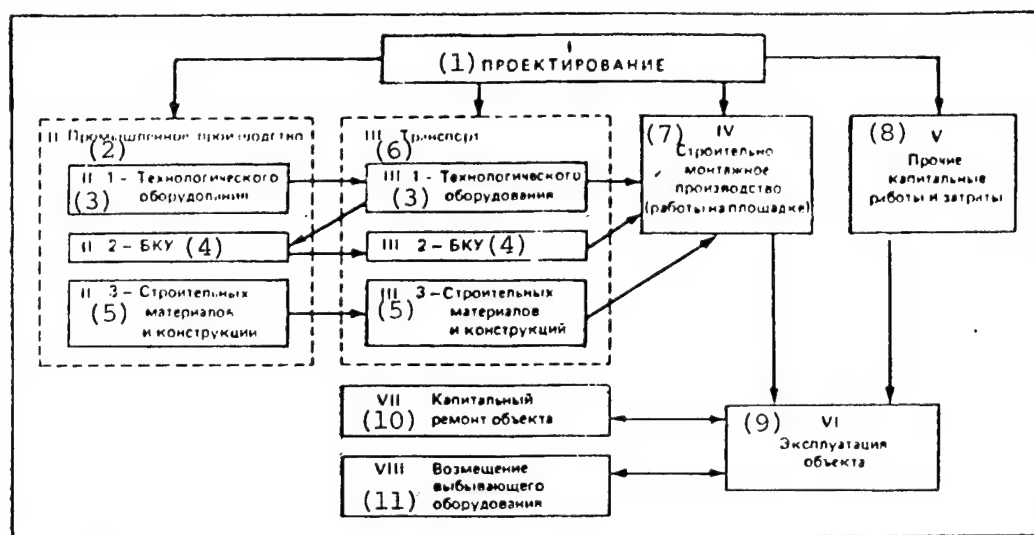 I
(1) ПРОЕКТИРОВАНИЕ
II Промышленное производство
(2)
II 1 - Технологического
(3) оборудования
II 2 - БКУ (4)
II 3 - Строительных
(5) материалов
и конструкции
III Транспорт
(6)
III 1 - Технологического
(3) оборудования
III 2 - БКУ (4)
III 3 - Строительных
(5) материалов
и конструкций
(7) IV
Строительно
монтажное
производство
(работы на площадке)
(8) V
Прочие
капитальные
работы и затраты
VII Капитальный
(10) ремонт объекта
(9) VI
Эксплуатация
объекта
VIII Возмещение
выбывающего
(11) оборудования